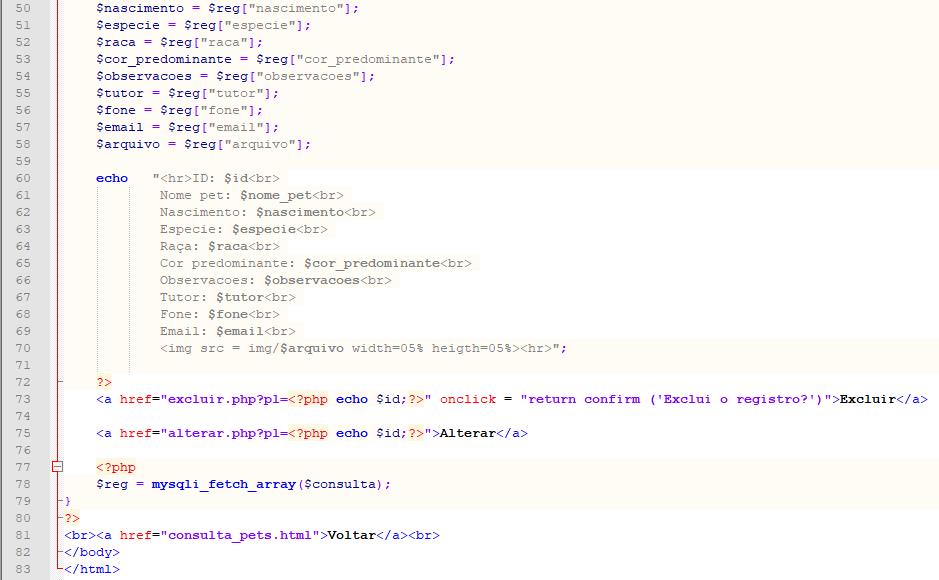 50 $nascimento = $reg["nascimento"];
51 $especie = $reg["especie"];
52 $raca = $reg["raca"];
53 $cor_predominante = $reg["cor_predominante"];
54 $observacoes = $reg["observacoes"];
55 $tutor = $reg["tutor"];
56 $fone = $reg["fone"];
57 $email = $reg["email"];
58 $arquivo = $reg["arquivo"];
59
60 echo "<hr>ID: $id<br>
61 Nome pet: $nome_pet<br>
62 Nascimento: $nascimento<br>
63 Especie: $especie<br>
64 Raça: $raca<br>
65 Cor predominante: $cor_predominante<br>
66 Observacoes: $observacoes<br>
67 Tutor: $tutor<br>
68 Fone: $fone<br>
69 Email: $email<br>
70 <img src = img/$arquivo width=05% heigth=05%><hr>";
71
72 ?>
73 <a href="excluir.php?pl=<?php echo $id;?>" onclick = "return confirm ('Exclui o registro?')">Excluir</a>
74
75 <a href="alterar.php?pl=<?php echo $id;?>">Alterar</a>
76
77 <?php
78 $reg = mysqli_fetch_array($consulta);
79 }
80 ?>
81 <br><a href="consulta_pets.html">Voltar</a><br>
82 </body>
83 </html>